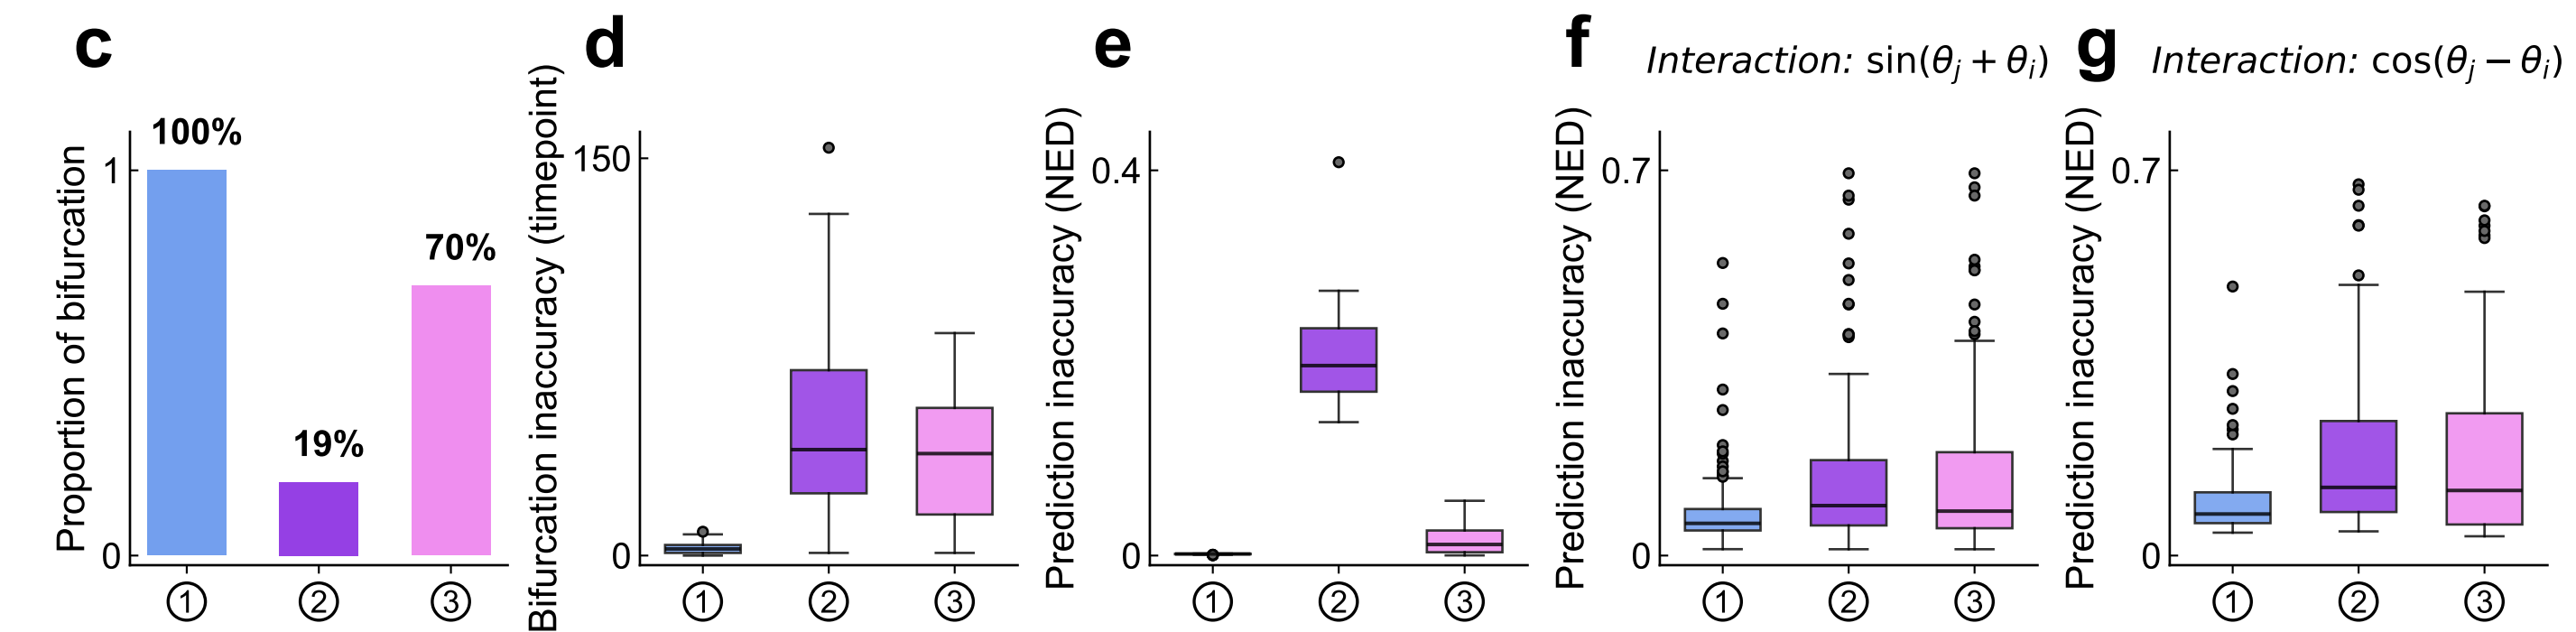 c
Proportion of bifurcation
1
0
100%
19%
70%
① ② ③
d
Bifurcation inaccuracy (timepoint)
150
0
① ② ③
e
Prediction inaccuracy (NED)
0.4
0
① ② ③
f
Interaction: sin(θj + θi)
Prediction inaccuracy (NED)
0.7
0
① ② ③
g
Interaction: cos(θj − θi)
Prediction inaccuracy (NED)
0.7
0
① ② ③